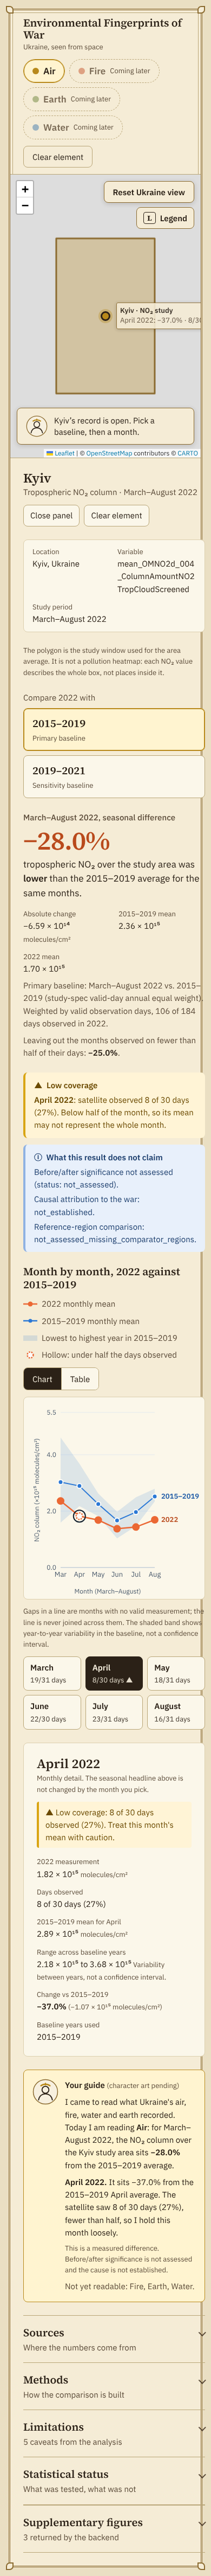 Environmental Fingerprints of
War
Ukraine, seen from space
Air
Fire Coming later
Earth Coming later
Water Coming later
Clear element
+
−
Reset Ukraine view
L Legend
Kyiv · NO₂ study
April 2022: −37.0% · 8/30
Kyiv's record is open. Pick a
baseline, then a month.
Leaflet | © OpenStreetMap contributors © CARTO
Kyiv
Tropospheric NO₂ column · March–August 2022
Close panel
Clear element
Location
Kyiv, Ukraine
Variable
mean_OMNO2d_004
_ColumnAmountNO2
TropCloudScreened
Study period
March–August 2022
The polygon is the study window used for the area
average. It is not a pollution heatmap: each NO₂ value
describes the whole box, not places inside it.
Compare 2022 with
2015–2019
Primary baseline
2019–2021
Sensitivity baseline
March–August 2022, seasonal difference
−28.0%
tropospheric NO₂ over the study area was
lower than the 2015–2019 average for the
same months.
Absolute change
−6.59 × 10¹⁴
molecules/cm²
2015–2019 mean
2.36 × 10¹⁵
2022 mean
1.70 × 10¹⁵
Primary baseline: March–August 2022 vs. 2015–
2019 (study-spec valid-day annual equal weight).
Weighted by valid observation days, 106 of 184
days observed in 2022.
Leaving out the months observed on fewer than
half of their days: −25.0%.
▲ Low coverage
April 2022: satellite observed 8 of 30 days
(27%). Below half of the month, so its mean
may not represent the whole month.
ⓘ What this result does not claim
Before/after significance not assessed
(status: not_assessed).
Causal attribution to the war:
not_established.
Reference-region comparison:
not_assessed_missing_comparator_regions.
Month by month, 2022 against
2015–2019
2022 monthly mean
2015–2019 monthly mean
Lowest to highest year in 2015–2019
Hollow: under half the days observed
Chart
Table
NO₂ column (×10¹⁵ molecules/cm²)
5.5
4.0
2.0
0.0
2015–2019
2022
Mar Apr May Jun Jul Aug
Month (March–August)
Gaps in a line are months with no valid measurement; the
line is never joined across them. The shaded band shows
year-to-year variability in the baseline, not a confidence
interval.
March
19/31 days
April
8/30 days ▲
May
18/31 days
June
22/30 days
July
23/31 days
August
16/31 days
April 2022
Monthly detail. The seasonal headline above is
not changed by the month you pick.
▲ Low coverage: 8 of 30 days
observed (27%). Treat this month's
mean with caution.
2022 measurement
1.82 × 10¹⁵ molecules/cm²
Days observed
8 of 30 days (27%)
2015–2019 mean for April
2.89 × 10¹⁵ molecules/cm²
Range across baseline years
2.18 × 10¹⁵ to 3.68 × 10¹⁵ Variability
between years, not a confidence interval.
Change vs 2015–2019
−37.0% (−1.07 × 10¹⁵ molecules/cm²)
Baseline years used
2015–2019
Your guide (character art pending)
I came to read what Ukraine's air,
fire, water and earth recorded.
Today I am reading Air: for March–
August 2022, the NO₂ column over
the Kyiv study area sits −28.0%
from the 2015–2019 average.
April 2022. It sits −37.0% from the
2015–2019 April average. The
satellite saw 8 of 30 days (27%),
fewer than half, so I hold this
month loosely.
This is a measured difference.
Before/after significance is not assessed
and the cause is not established.
Not yet readable: Fire, Earth, Water.
Sources
Where the numbers come from
Methods
How the comparison is built
Limitations
5 caveats from the analysis
Statistical status
What was tested, what was not
Supplementary figures
3 returned by the backend